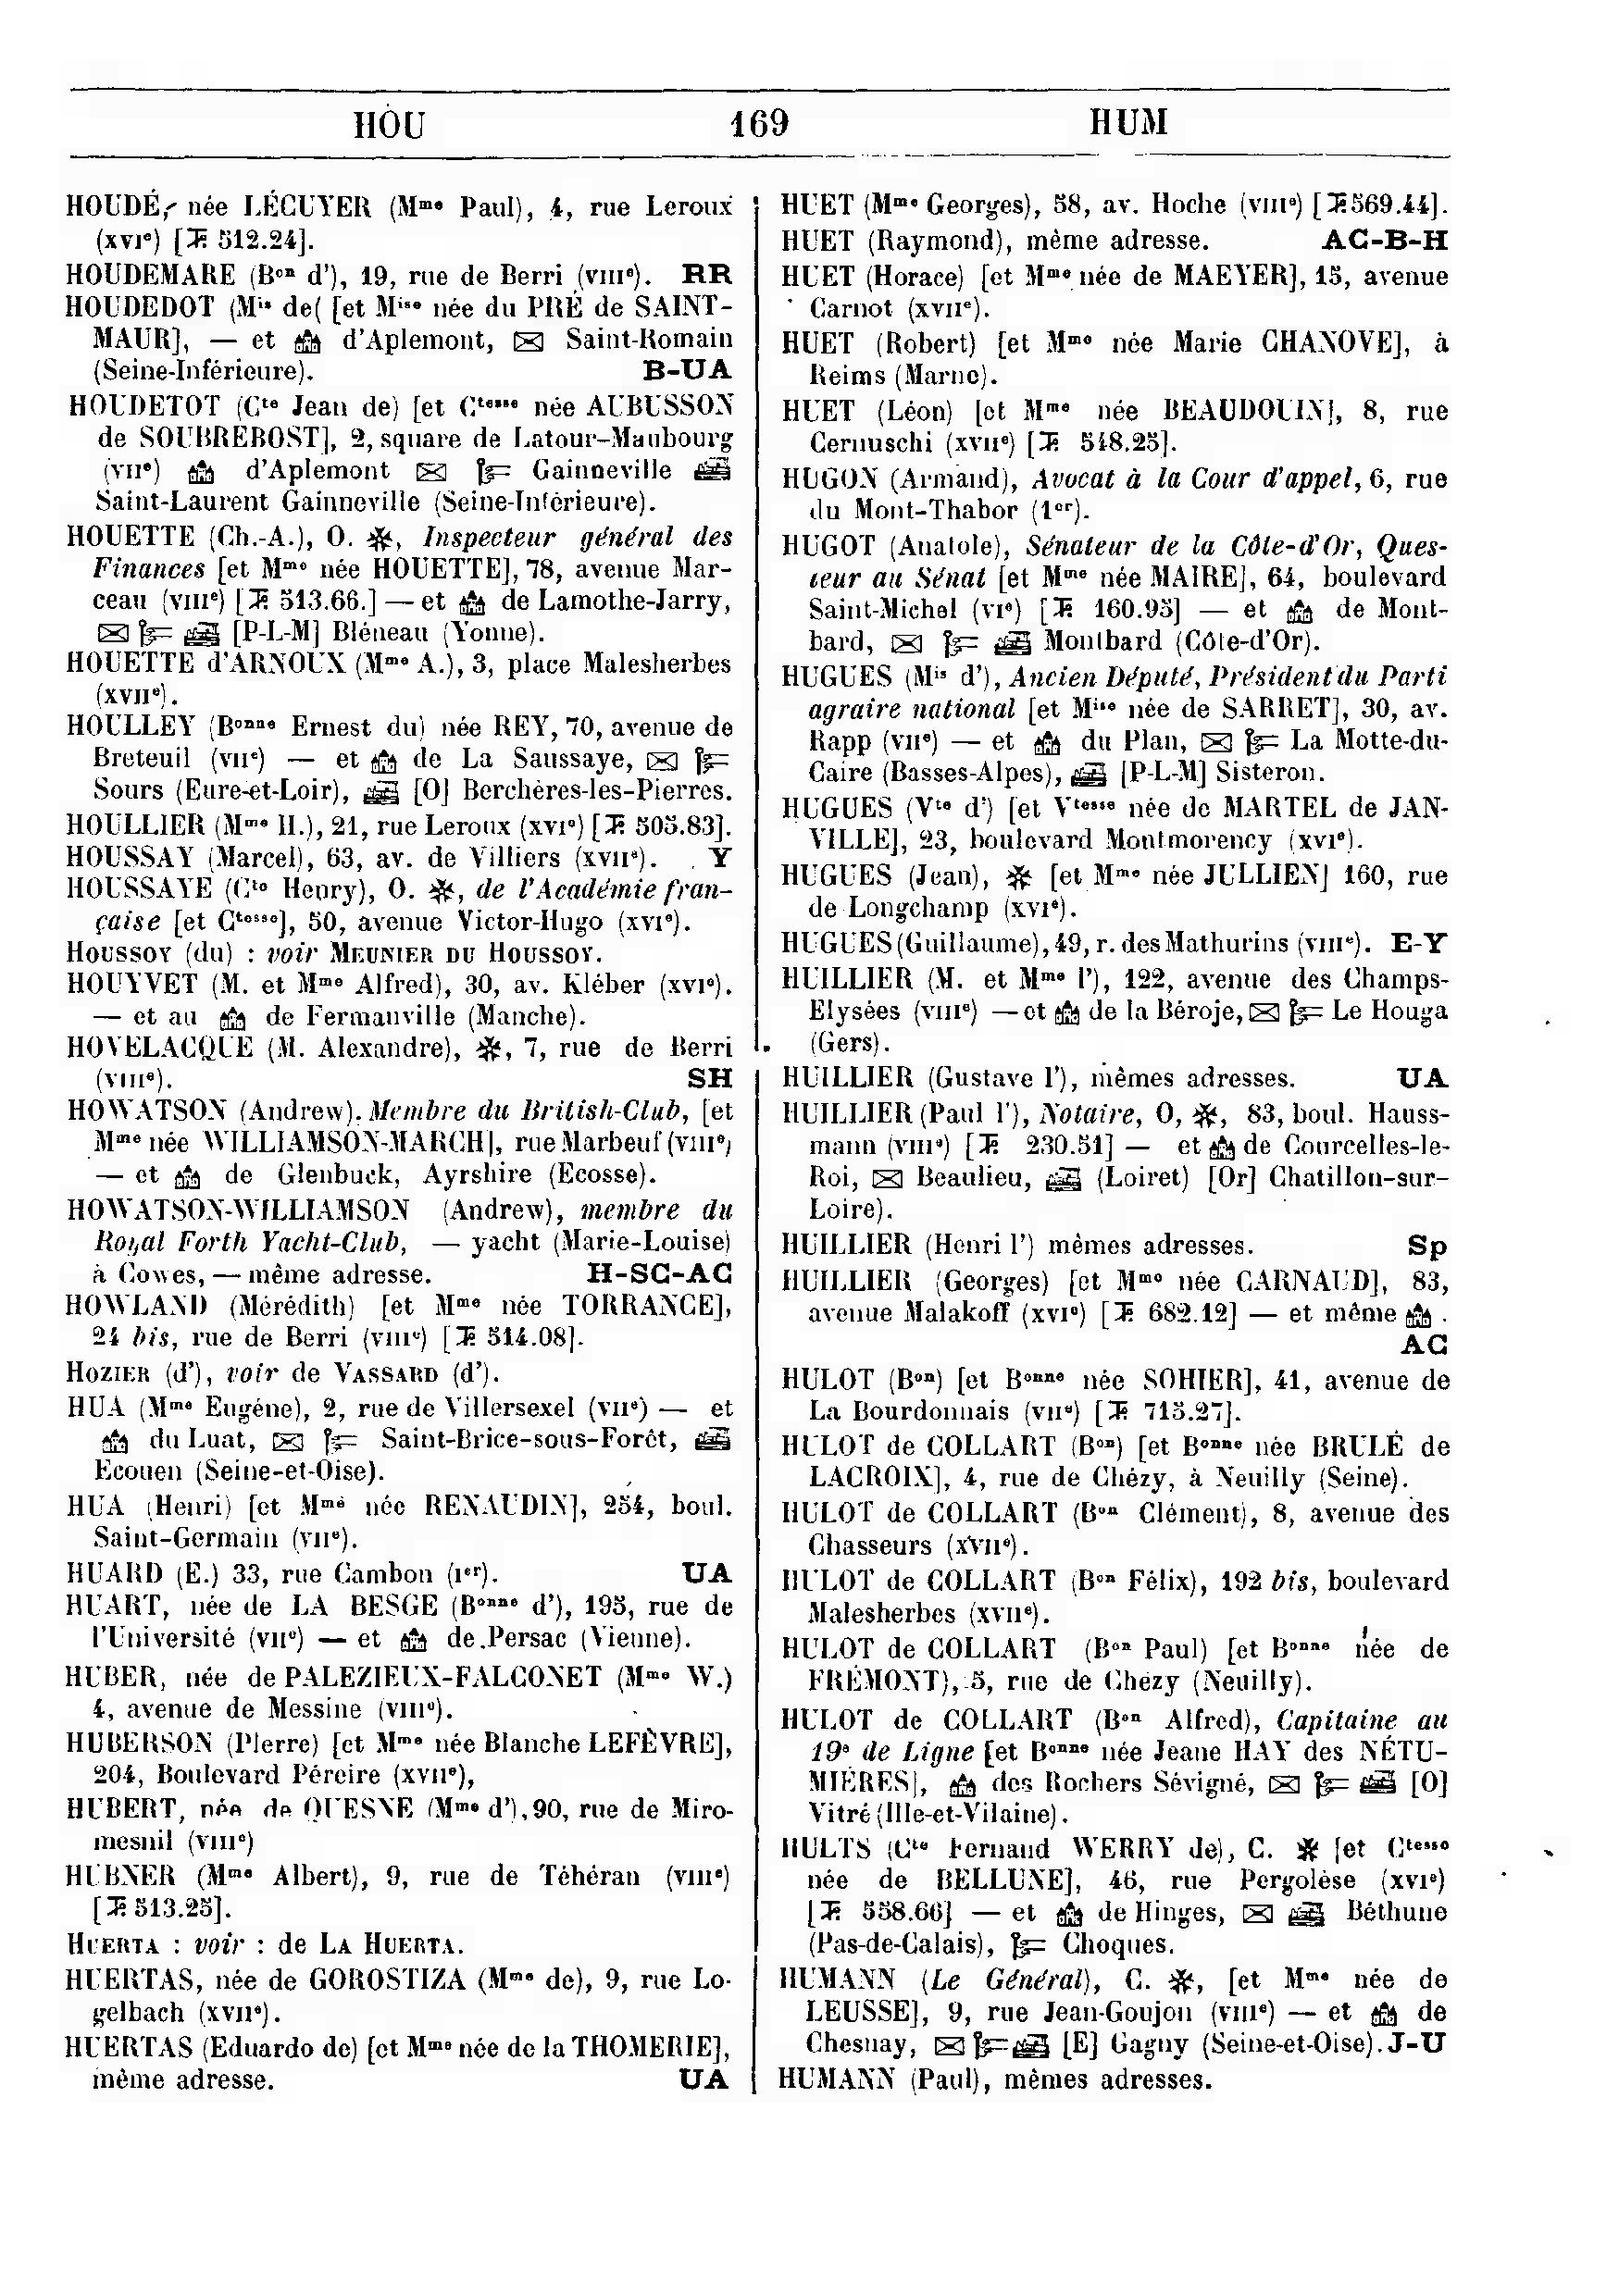 HOU 169 HUM
HOUDÉ, née LÉCUYER (Mme Paul), 4, rue Leroux
(XVIe) [T. 512.24].
HOUDEMARE (Bon d'), 19, rue de Berri (VIIIe). RR
HOUDEDOT (Mis de( [et Mise née du PRÉ de SAINT-
MAUR], — et d'Aplemont, Saint-Romain
(Seine-Inférieure). B-UA
HOUDETOT (Cte Jean de) [et Ctesse née AUBUSSON
de SOUBREBOST], 2, square de Latour-Maubourg
(VIIe) d'Aplemont Gainneville
Saint-Laurent Gainneville (Seine-Inférieure).
HOUETTE (Ch.-A.), O. ✻, Inspecteur général des
Finances [et Mme née HOUETTE], 78, avenue Mar-
ceau (VIIIe) [T. 513.66.] — et de Lamothe-Jarry,
[P-L-M] Bléneau (Yonne).
HOUETTE d'ARNOUX (Mme A.), 3, place Malesherbes
(XVIIe).
HOULLEY (Bonne Ernest du) née REY, 70, avenue de
Breteuil (VIIe) — et de La Saussaye,
Sours (Eure-et-Loir), [O] Berchères-les-Pierres.
HOULLIER (Mme H.), 21, rue Leroux (XVIe) [T. 505.83].
HOUSSAY (Marcel), 63, av. de Villiers (XVIIe). Y
HOUSSAYE (Cte Henry), O. ✻, de l'Académie fran-
çaise [et Ctesse], 50, avenue Victor-Hugo (XVIe).
HOUSSOY (du) : voir MEUNIER DU HOUSSOY.
HOUYVET (M. et Mme Alfred), 30, av. Kléber (XVIe).
— et au de Fermanville (Manche).
HOVELACQUE (M. Alexandre), ✻, 7, rue de Berri
(VIIIe). SH
HOWATSON (Andrew). Membre du British-Club, [et
Mme née WILLIAMSON-MARCH], rue Marbeuf (VIIIe)
— et de Glenbuck, Ayrshire (Ecosse).
HOWATSON-WILLIAMSON (Andrew), membre du
Royal Forth Yacht-Club, — yacht (Marie-Louise)
à Cowes, — même adresse. H-SC-AC
HOWLAND (Mérédith) [et Mme née TORRANCE],
24 bis, rue de Berri (VIIIe) [T. 514.08].
HOZIER (d'), voir de VASSARD (d').
HUA (Mme Eugéne), 2, rue de Villersexel (VIIe) — et
du Luat, Saint-Brice-sous-Forêt,
Ecouen (Seine-et-Oise).
HUA (Henri) [et Mme née RENAUDIN], 254, boul.
Saint-Germain (VIIe).
HUARD (E.) 33, rue Cambon (Ier). UA
HUART, née de LA BESGE (Bonne d'), 195, rue de
l'Université (VIIe) — et de Persac (Vienne).
HUBER, née de PALEZIEUX-FALCONET (Mme W.)
4, avenue de Messine (VIIIe).
HUBERSON (Pierre) [et Mme née Blanche LEFÈVRE],
204, Boulevard Péreire (XVIIe),
HUBERT, née de QUESNE (Mme d'), 90, rue de Miro-
mesnil (VIIIe)
HUBNER (Mme Albert), 9, rue de Téhéran (VIIIe)
[T. 513.25].
HUERTA : voir : de LA HUERTA.
HUERTAS, née de GOROSTIZA (Mme de), 9, rue Lo-
gelbach (XVIIe).
HUERTAS (Eduardo de) [et Mme née de la THOMERIE],
même adresse. UA
HUET (Mme Georges), 58, av. Hoche (VIIIe) [T. 569.44].
HUET (Raymond), même adresse. AC-B-H
HUET (Horace) [et Mme née de MAEYER], 15, avenue
Carnot (XVIIe).
HUET (Robert) [et Mme née Marie CHANOVE], à
Reims (Marne).
HUET (Léon) [et Mme née BEAUDOUIN], 8, rue
Cernuschi (XVIIe) [T. 548.25].
HUGON (Armand), Avocat à la Cour d'appel, 6, rue
du Mont-Thabor (1er).
HUGOT (Anatole), Sénateur de la Côte-d'Or, Ques-
teur au Sénat [et Mme née MAIRE], 64, boulevard
Saint-Michel (VIe) [T. 160.95] — et de Mont-
bard, Montbard (Côte-d'Or).
HUGUES (Mis d'), Ancien Député, Président du Parti
agraire national [et Mise née de SARRET], 30, av.
Rapp (VIIe) — et du Plan, La Motte-du-
Caire (Basses-Alpes), [P-L-M] Sisteron.
HUGUES (Vte d') [et Vtesse née de MARTEL de JAN-
VILLE], 23, boulevard Montmorency (XVIe).
HUGUES (Jean), ✻ [et Mme née JULLIEN] 160, rue
de Longchamp (XVIe).
HUGUES (Guillaume), 49, r. des Mathurins (VIIIe). E-Y
HUILLIER (M. et Mme l'), 122, avenue des Champs-
Elysées (VIIIe) — et de la Béroje, Le Houga
(Gers).
HUILLIER (Gustave l'), mêmes adresses. UA
HUILLIER (Paul l'), Notaire, O, ✻, 83, boul. Hauss-
mann (VIIIe) [T. 230.51] — et de Courcelles-le-
Roi, Beaulieu, (Loiret) [Or] Chatillon-sur-
Loire).
HUILLIER (Henri l') mêmes adresses. Sp
HUILLIER (Georges) [et Mme née CARNAUD], 83,
avenue Malakoff (XVIe) [T. 682.12] — et même .
AC
HULOT (Bon) [et Bonne née SOHIER], 41, avenue de
La Bourdonnais (VIIe) [T. 715.27].
HULOT de COLLART (Bon) [et Bonne née BRULÉ de
LACROIX], 4, rue de Chézy, à Neuilly (Seine).
HULOT de COLLART (Bon Clément), 8, avenue des
Chasseurs (XVIIe).
HULOT de COLLART (Bon Félix), 192 bis, boulevard
Malesherbes (XVIIe).
HULOT de COLLART (Bon Paul) [et Bonne née de
FRÉMONT), 5, rue de Chézy (Neuilly).
HULOT de COLLART (Bon Alfred), Capitaine au
19e de Ligne [et Bonne née Jeane HAY des NÉTU-
MIÉRES], des Rochers Sévigné, [O]
Vitré (Ille-et-Vilaine).
HULTS (Cte Fernand WERRY de), C. ✻ [et Ctesse
née de BELLUNE], 46, rue Pergolèse (XVIe)
[T. 558.66] — et de Hinges, Béthune
(Pas-de-Calais), Choques.
HUMANN (Le Général), C. ✻, [et Mme née de
LEUSSE], 9, rue Jean-Goujon (VIIIe) — et de
Chesnay, [E] Gagny (Seine-et-Oise). J-U
HUMANN (Paul), mêmes adresses.